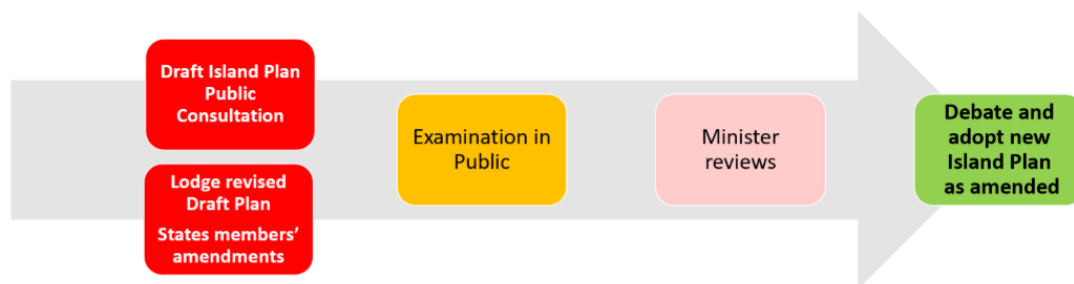 Draft Island Plan
Public
Consultation
Lodge revised
Draft Plan
States members’
amendments
Examination in
Public
Minister
reviews
Debate and
adopt new
Island Plan
as amended